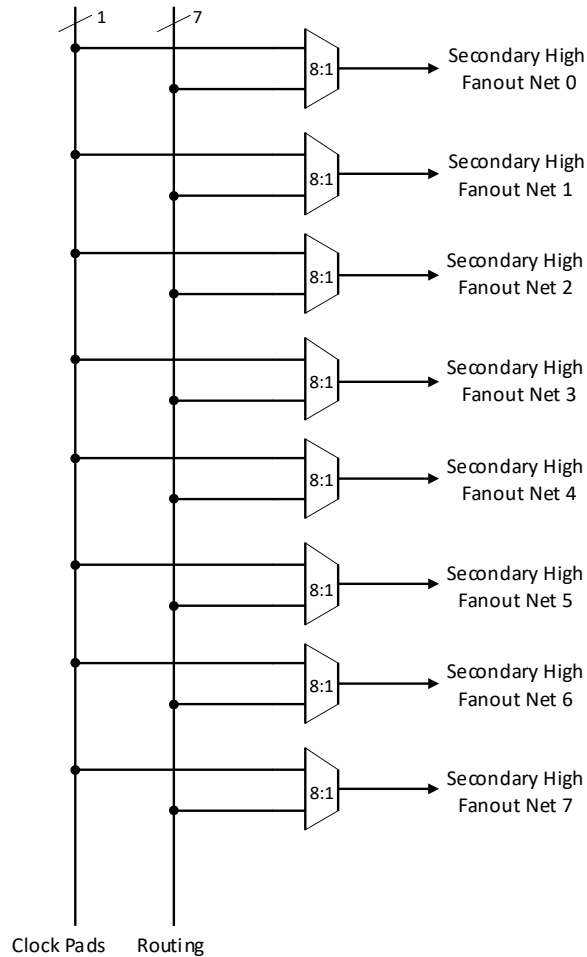 1
7
8:1
Secondary High
Fanout Net 0
8:1
Secondary High
Fanout Net 1
8:1
Secondary High
Fanout Net 2
8:1
Secondary High
Fanout Net 3
8:1
Secondary High
Fanout Net 4
8:1
Secondary High
Fanout Net 5
8:1
Secondary High
Fanout Net 6
8:1
Secondary High
Fanout Net 7
Clock Pads
Routing